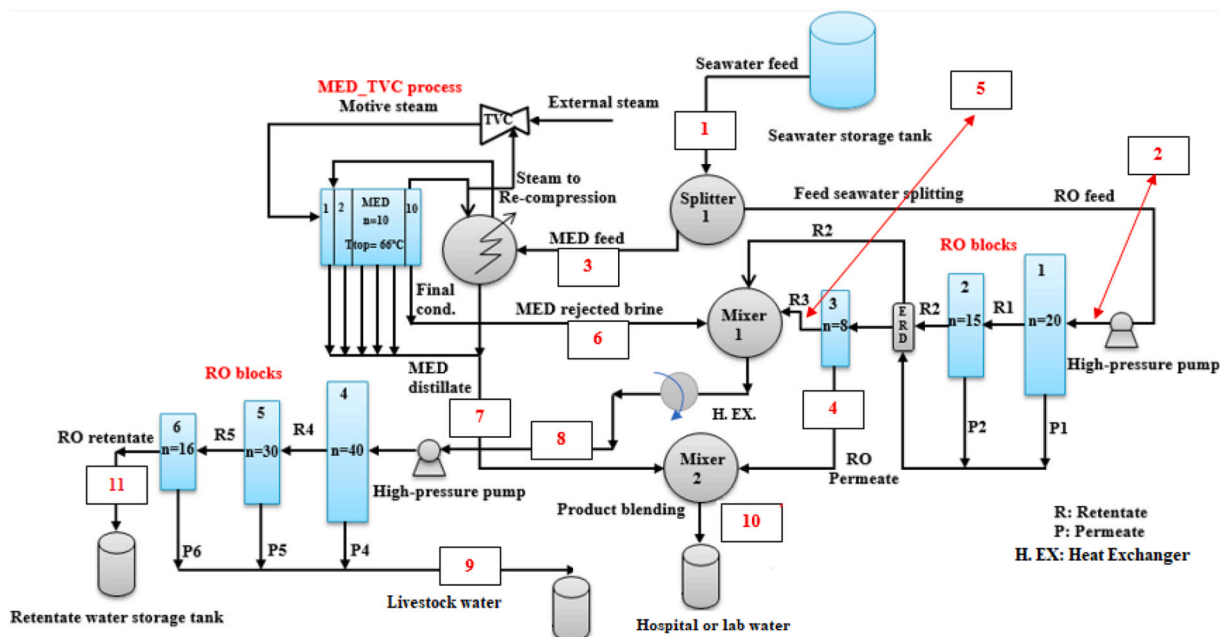 Seawater feed
MED_TVC process
Motive steam
External steam
TVC
5
1
Seawater storage tank
2
Steam to
Re-compression
Splitter
1
Feed seawater splitting
RO feed
1
2
MED
n=10
Ttop= 66°C
10
MED feed
3
R2
RO blocks
1
n=20
2
n=15
R1
R2
E
R
D
3
n=8
R3
Mixer
1
High-pressure pump
Final
cond.
MED rejected brine
6
MED
distillate
7
H. EX.
4
P2
P1
RO blocks
4
n=40
5
n=30
6
n=16
RO retentate
R5
R4
8
High-pressure pump
11
Mixer
2
RO
Permeate
Product blending
10
R: Retentate
P: Permeate
H. EX: Heat Exchanger
P6
P5
P4
9
Livestock water
Retentate water storage tank
Hospital or lab water